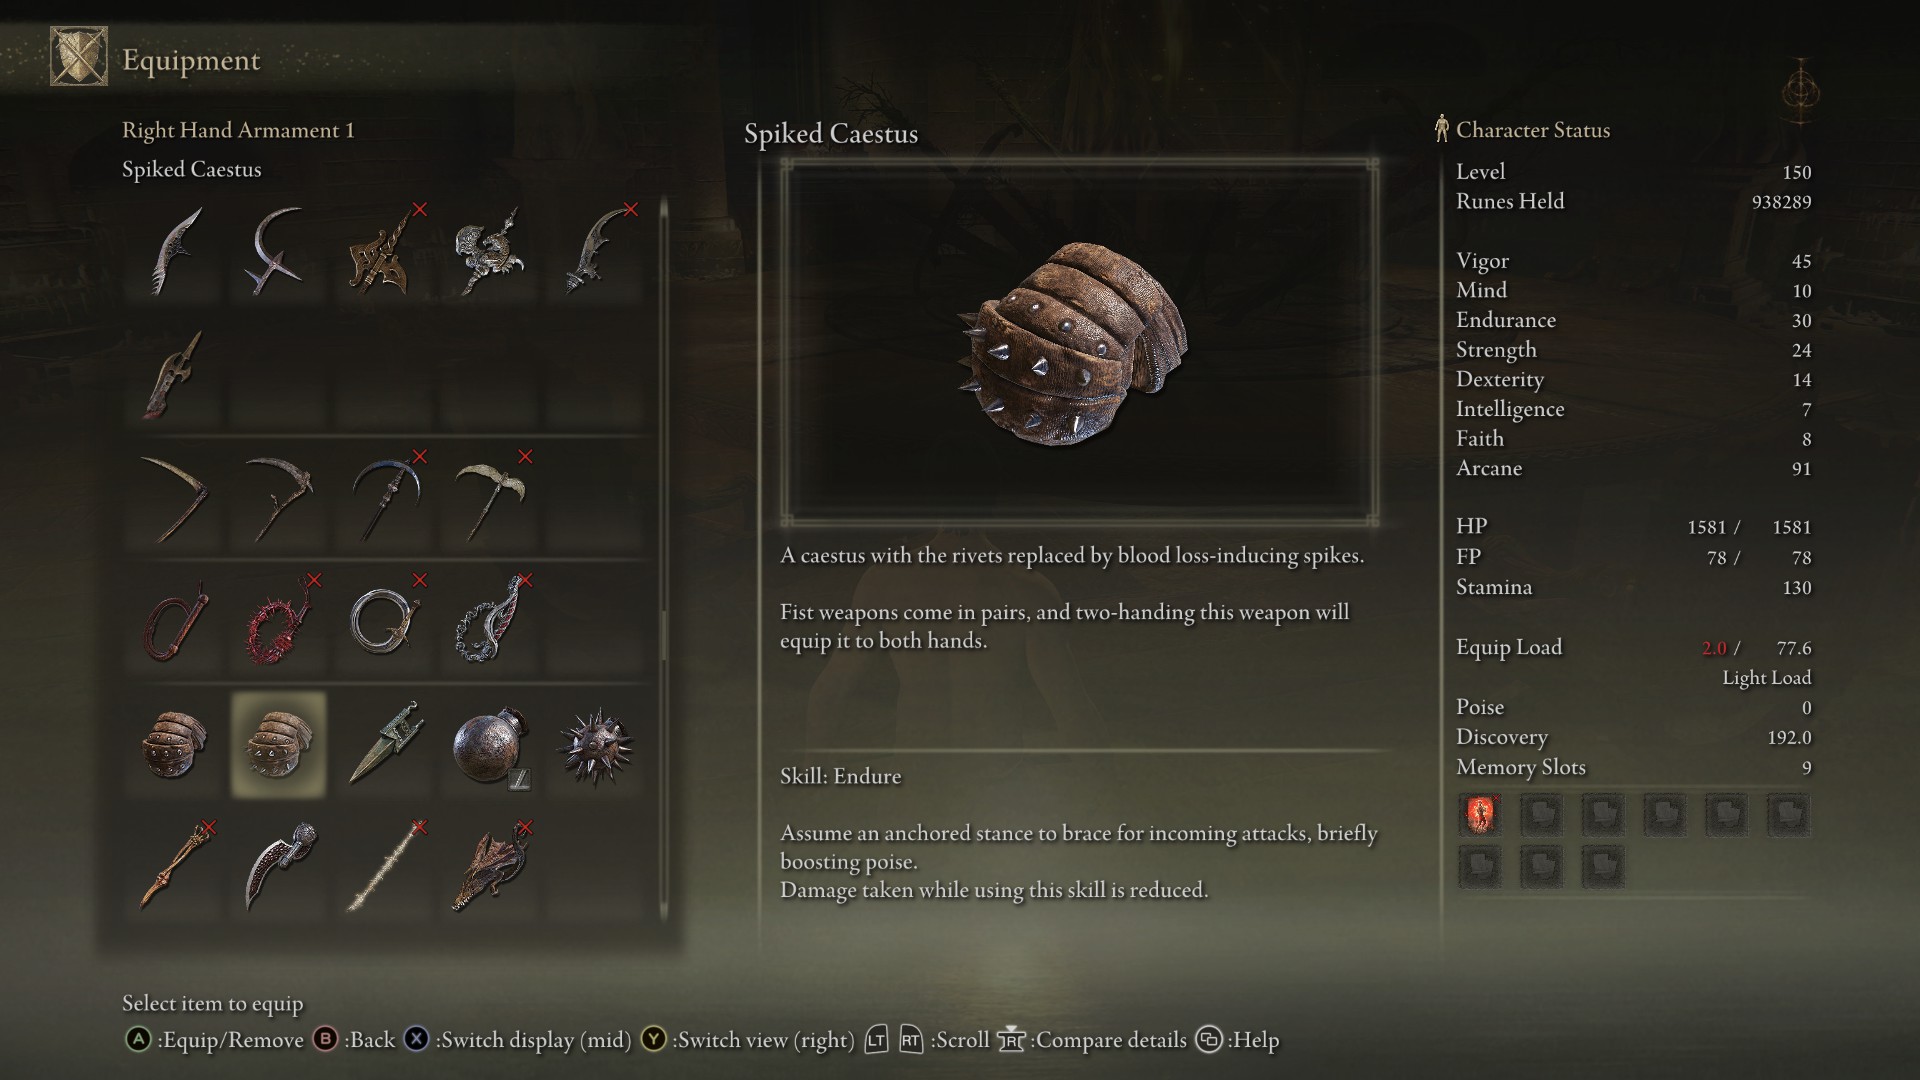 Equipment
Right Hand Armament 1
Spiked Caestus
Spiked Caestus
A caestus with the rivets replaced by blood loss-inducing spikes.
Fist weapons come in pairs, and two-handing this weapon will
equip it to both hands.
Skill: Endure
Assume an anchored stance to brace for incoming attacks, briefly
boosting poise.
Damage taken while using this skill is reduced.
Character Status
Level 150
Runes Held 938289
Vigor 45
Mind 10
Endurance 30
Strength 24
Dexterity 14
Intelligence 7
Faith 8
Arcane 91
HP 1581 / 1581
FP 78 / 78
Stamina 130
Equip Load 2.0 / 77.6
Light Load
Poise 0
Discovery 192.0
Memory Slots 9
Select item to equip
A :Equip/Remove B :Back X :Switch display (mid) Y :Switch view (right) LT RT :Scroll R :Compare details :Help